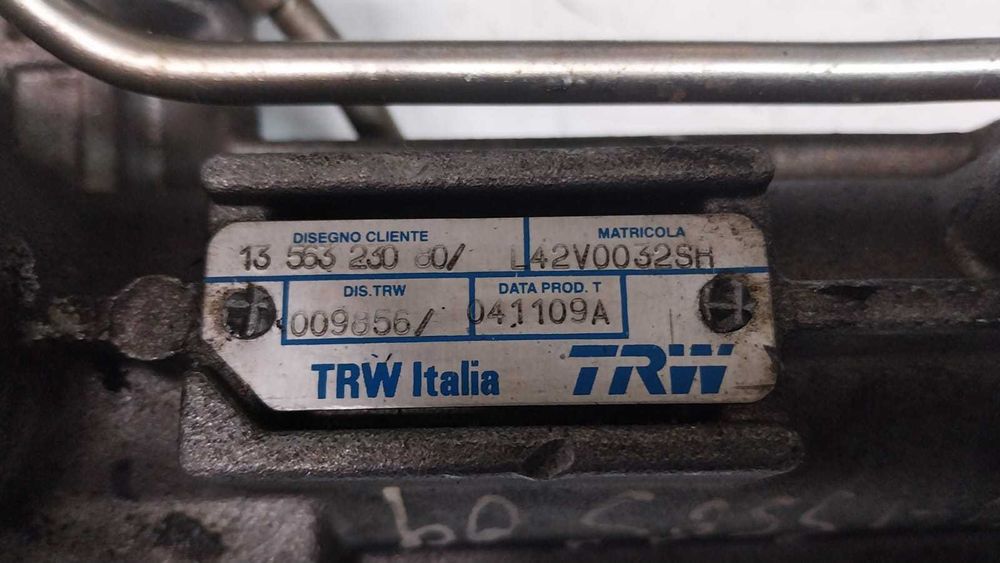 DISEGNO CLIENTE MATRICOLA
13 563 230 80/ L42V0032SH
DIS.TRW DATA PROD. T
009856/ 041109A
TRW Italia TRW